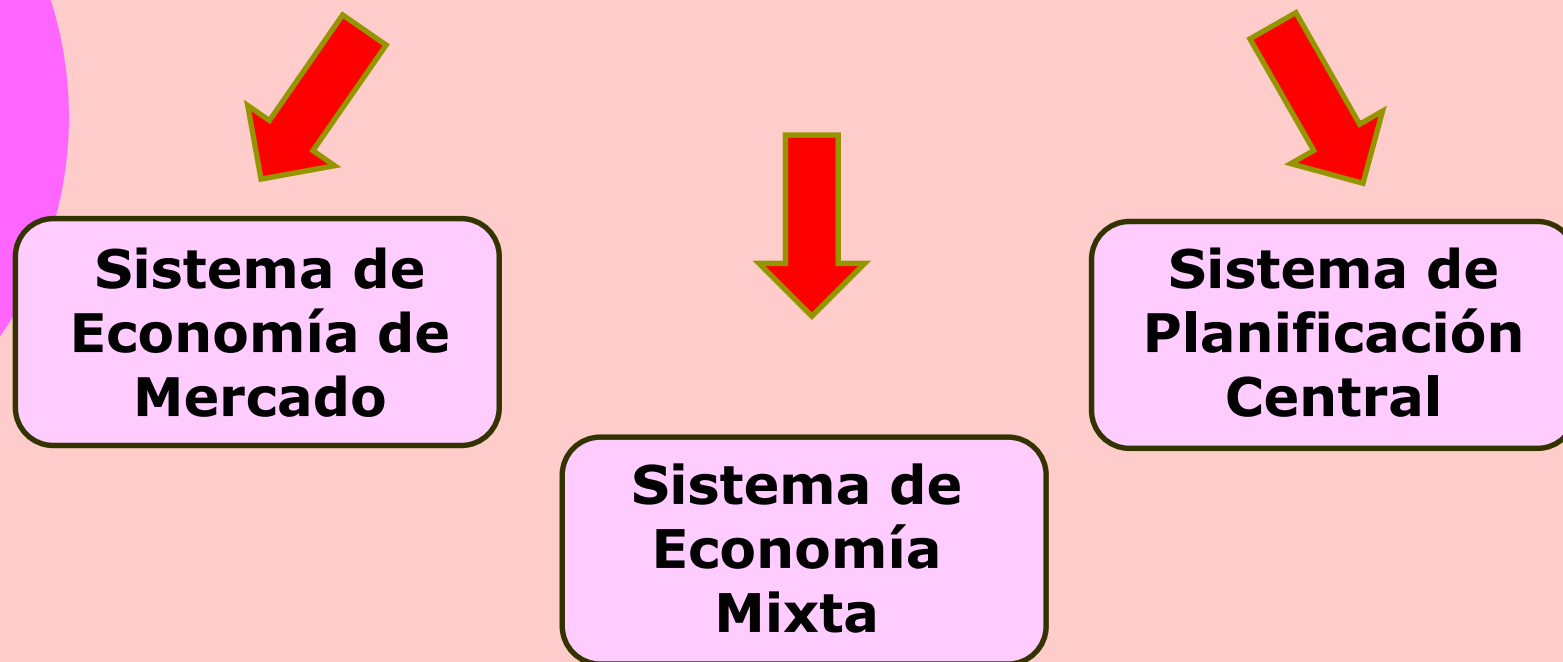 Sistema de
Economía de
Mercado
Sistema de
Economía
Mixta
Sistema de
Planificación
Central